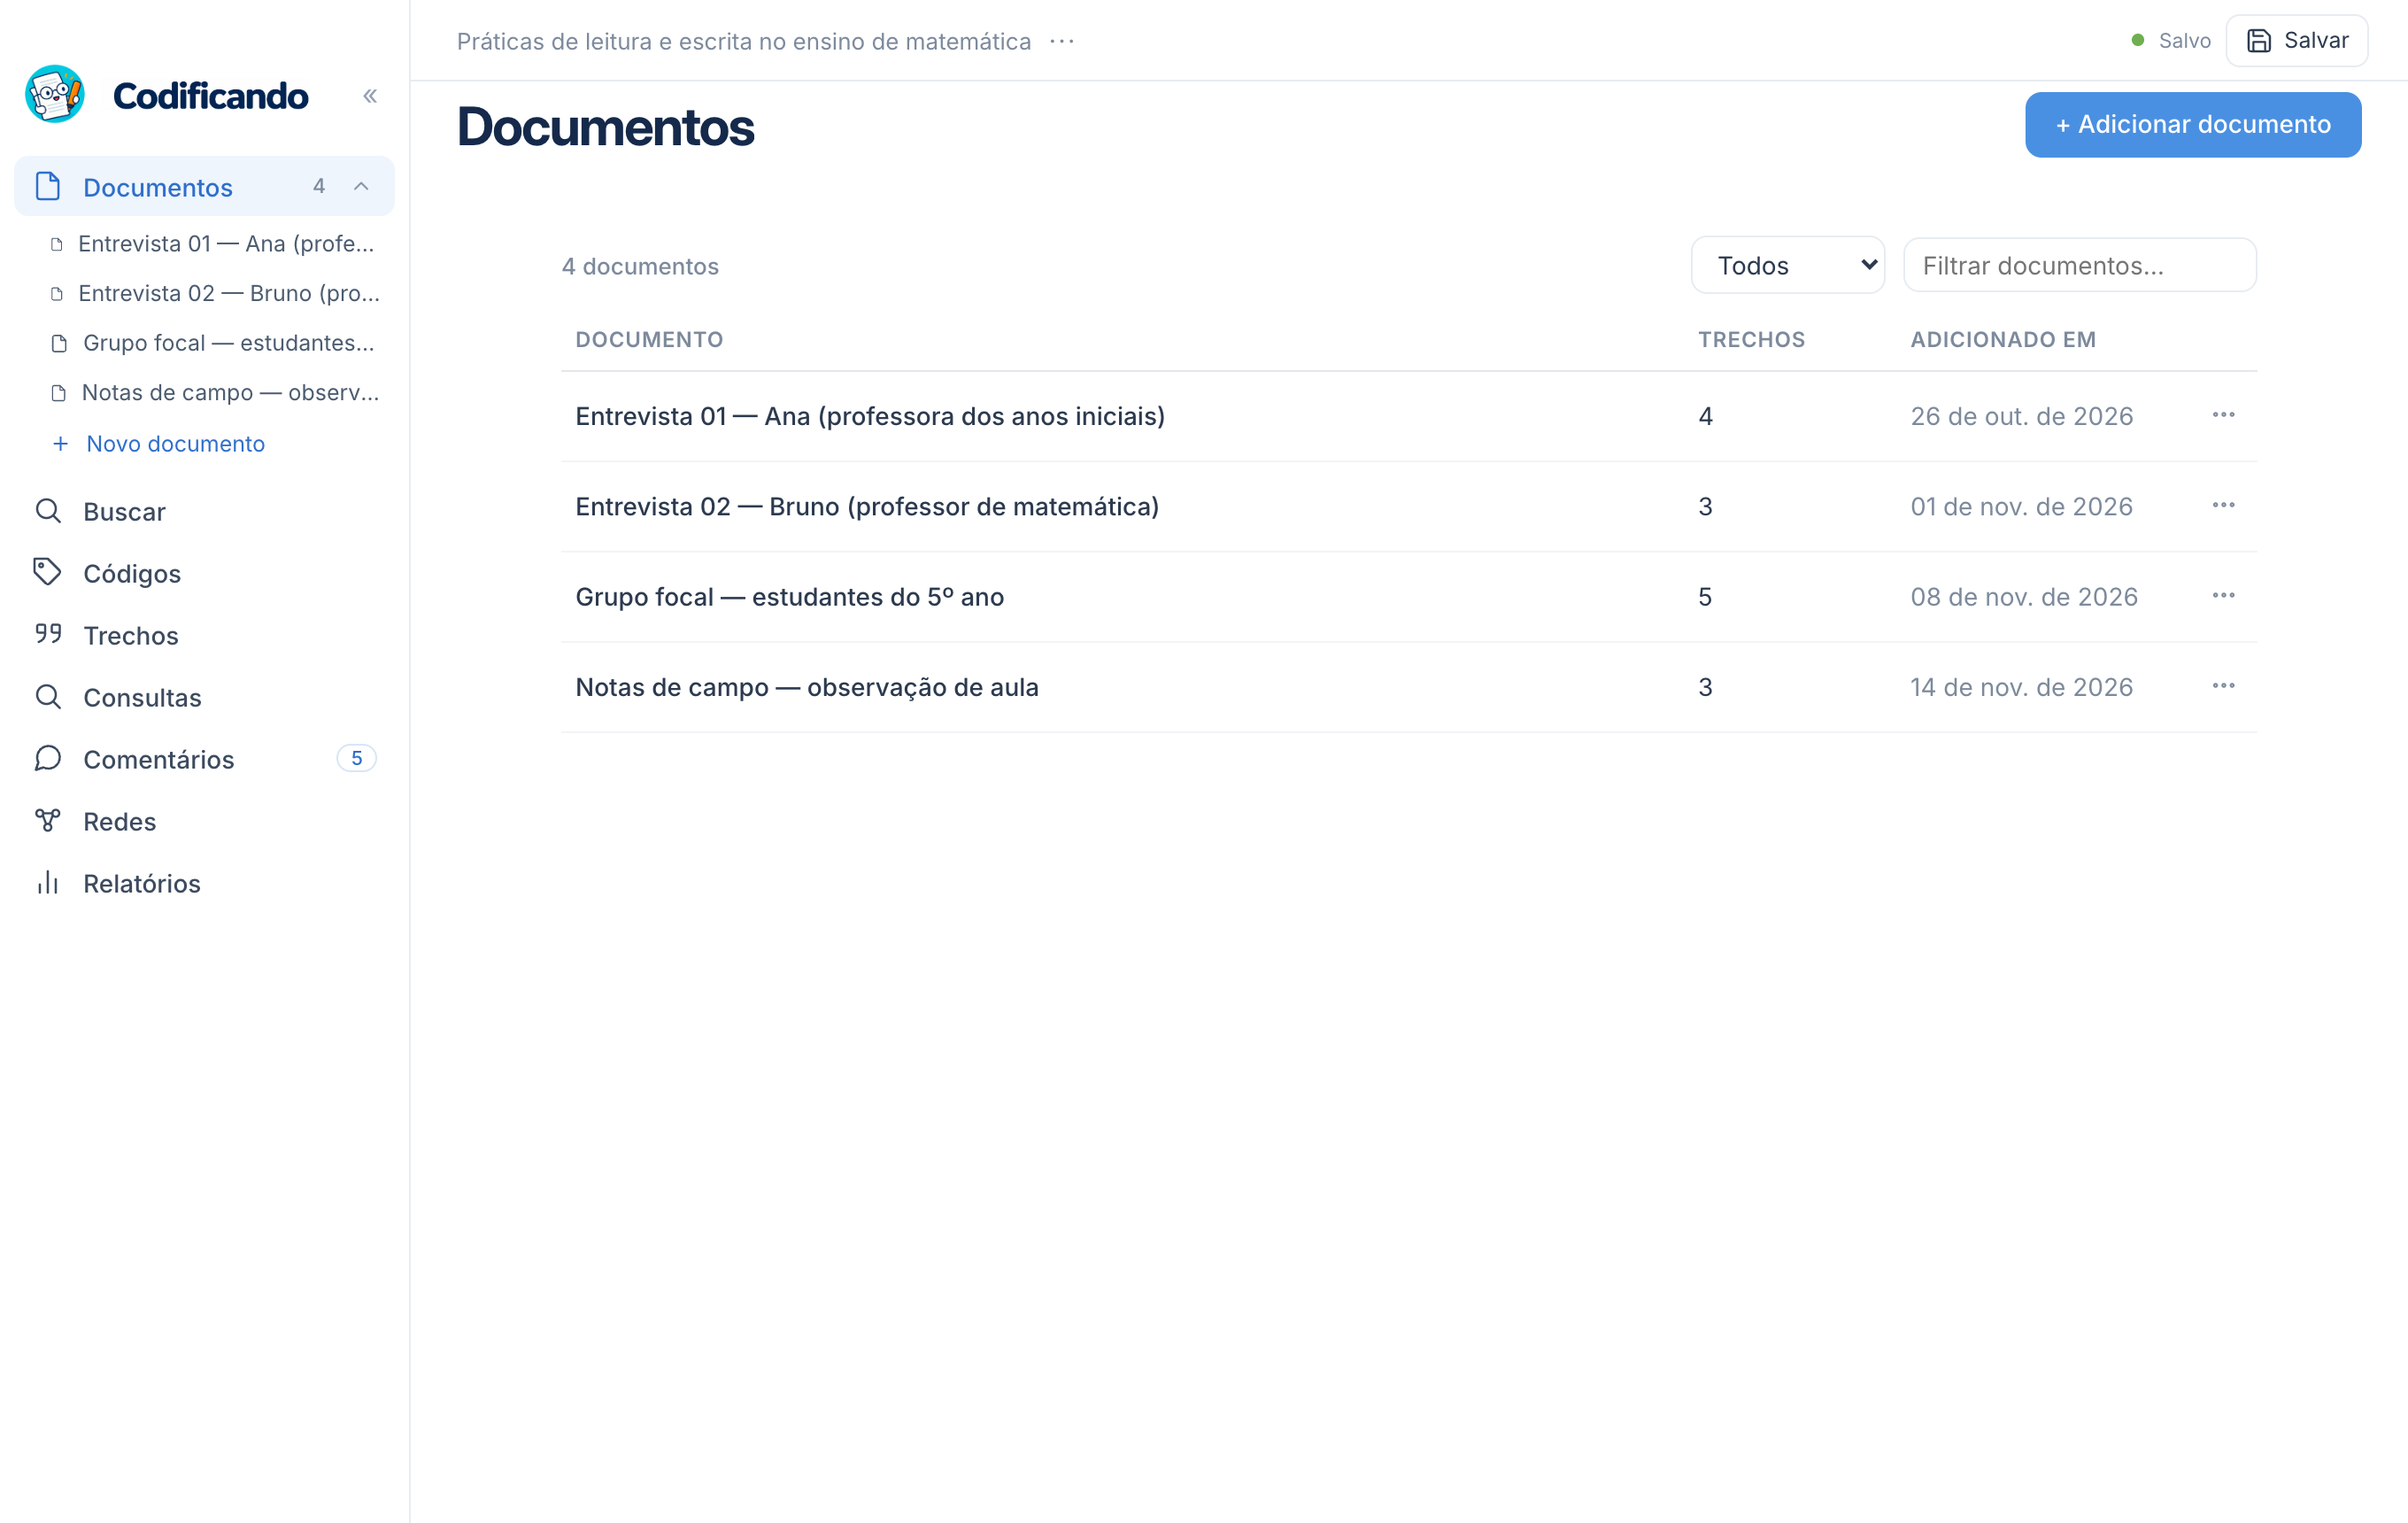 Codificando
«
Documentos 4
Entrevista 01 — Ana (profe...
Entrevista 02 — Bruno (pro...
Grupo focal — estudantes...
Notas de campo — observ...
+ Novo documento
Buscar
Códigos
Trechos
Consultas
Comentários 5
Redes
Relatórios
Práticas de leitura e escrita no ensino de matemática ···
Salvo
Salvar
Documentos
+ Adicionar documento
4 documentos
Todos
Filtrar documentos...
DOCUMENTO TRECHOS ADICIONADO EM
Entrevista 01 — Ana (professora dos anos iniciais) 4 26 de out. de 2026
Entrevista 02 — Bruno (professor de matemática) 3 01 de nov. de 2026
Grupo focal — estudantes do 5º ano 5 08 de nov. de 2026
Notas de campo — observação de aula 3 14 de nov. de 2026